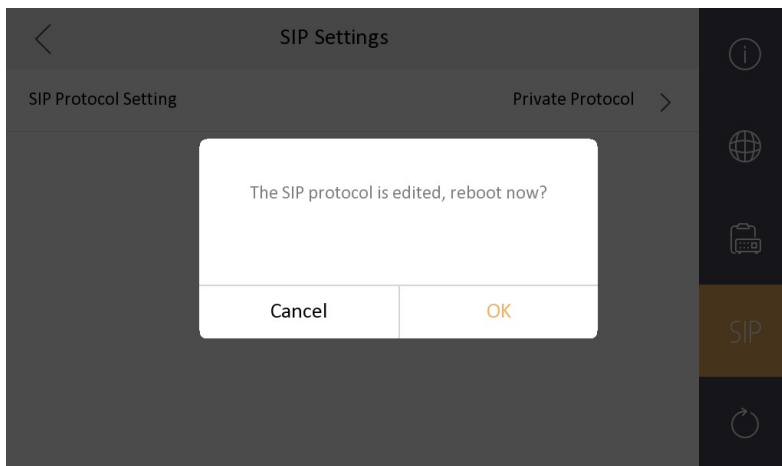 SIP Settings
SIP Protocol Setting
Private Protocol
The SIP protocol is edited, reboot now?
Cancel
OK
SIP